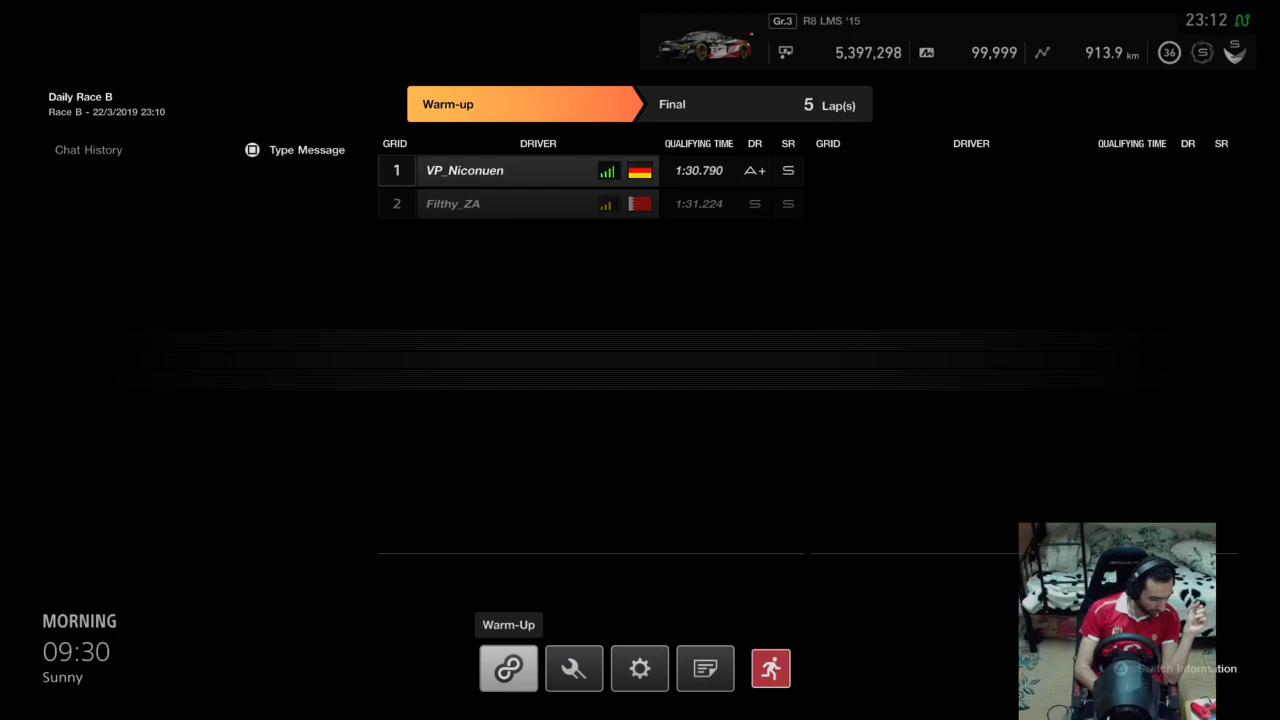 Gr.3 R8 LMS '15
23:12
5,397,298
99,999
913.9 km
36
S
S
Daily Race B
Race B - 22/3/2019 23:10
Warm-up
Final
5 Lap(s)
Chat History
Type Message
GRID DRIVER QUALIFYING TIME DR SR GRID DRIVER QUALIFYING TIME DR SR
1 VP_Niconuen 1:30.790 A+ S
2 Filthy_ZA 1:31.224 S S
MORNING
09:30
Sunny
Warm-Up
Switch Information